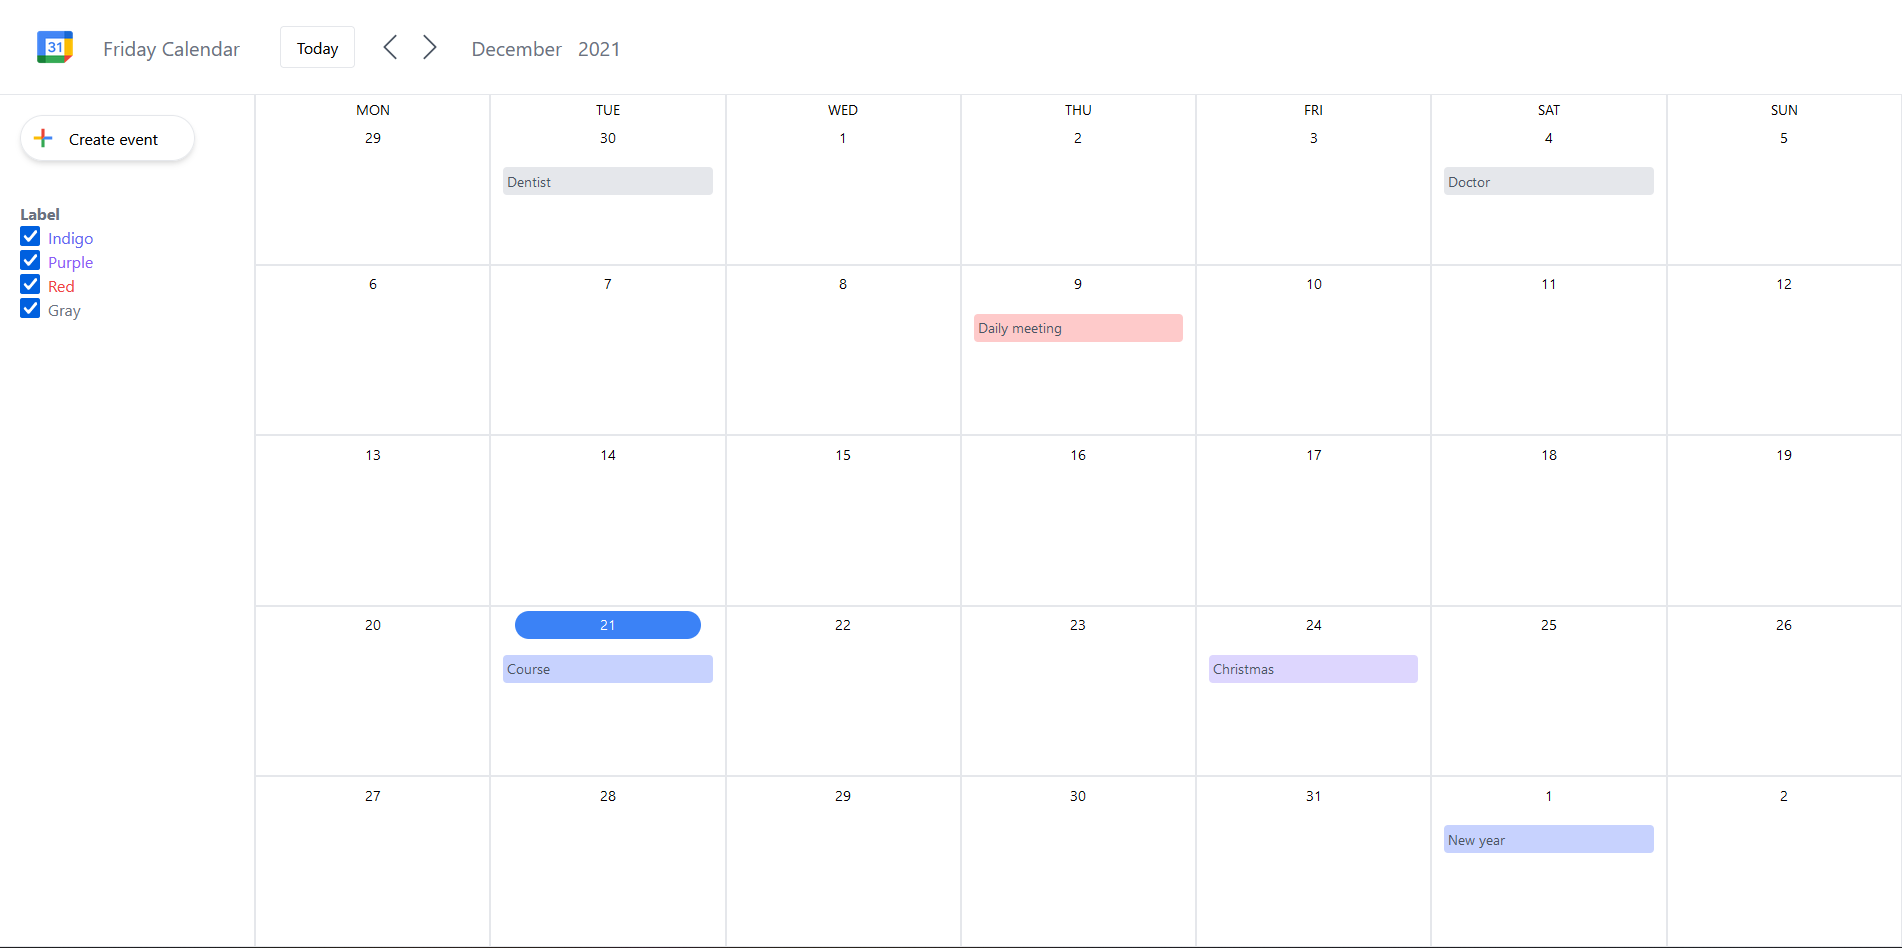 31 Friday Calendar Today December 2021
Create event
Label
Indigo
Purple
Red
Gray
MON TUE WED THU FRI SAT SUN
29 30 1 2 3 4 5
Dentist Doctor
6 7 8 9 10 11 12
Daily meeting
13 14 15 16 17 18 19
20 21 22 23 24 25 26
Course Christmas
27 28 29 30 31 1 2
New year